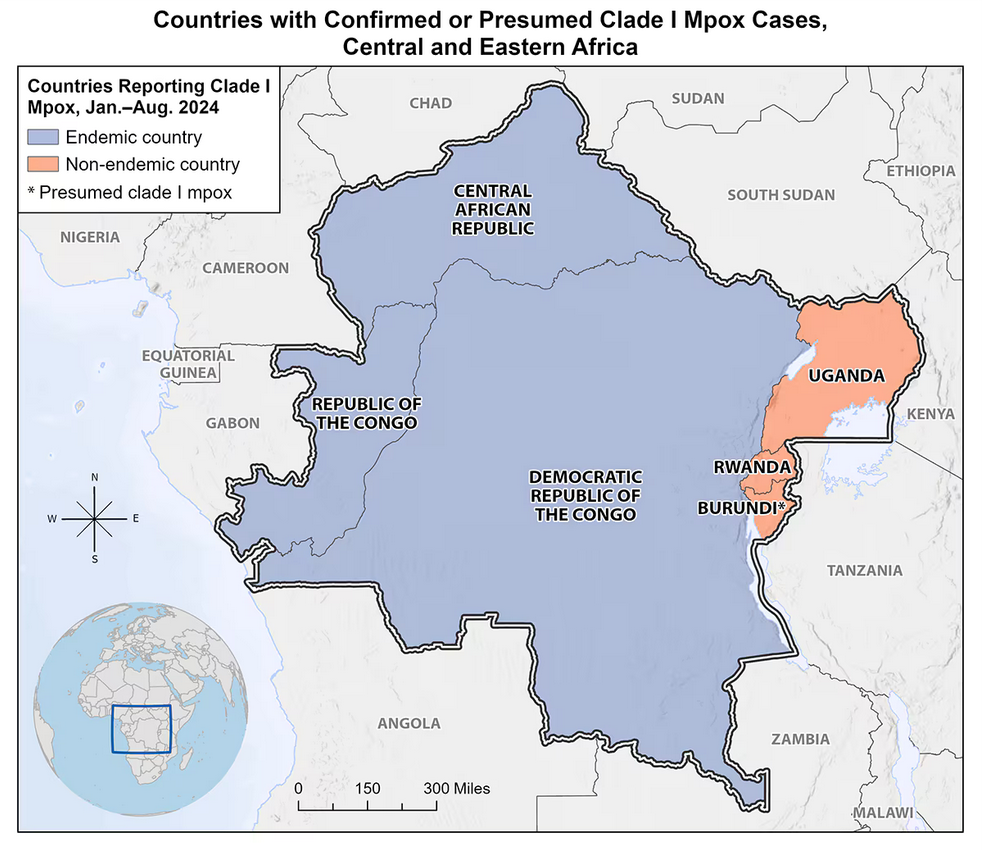 Countries with Confirmed or Presumed Clade I Mpox Cases,
Central and Eastern Africa
Countries Reporting Clade I
Mpox, Jan.–Aug. 2024
Endemic country
Non-endemic country
* Presumed clade I mpox
CHAD
SUDAN
ETHIOPIA
SOUTH SUDAN
CENTRAL
AFRICAN
REPUBLIC
NIGERIA
CAMEROON
EQUATORIAL
GUINEA
UGANDA
GABON
REPUBLIC OF
THE CONGO
KENYA
RWANDA
DEMOCRATIC
REPUBLIC OF
THE CONGO
BURUNDI*
N
W
E
S
TANZANIA
ANGOLA
ZAMBIA
0 150 300 Miles
MALAWI